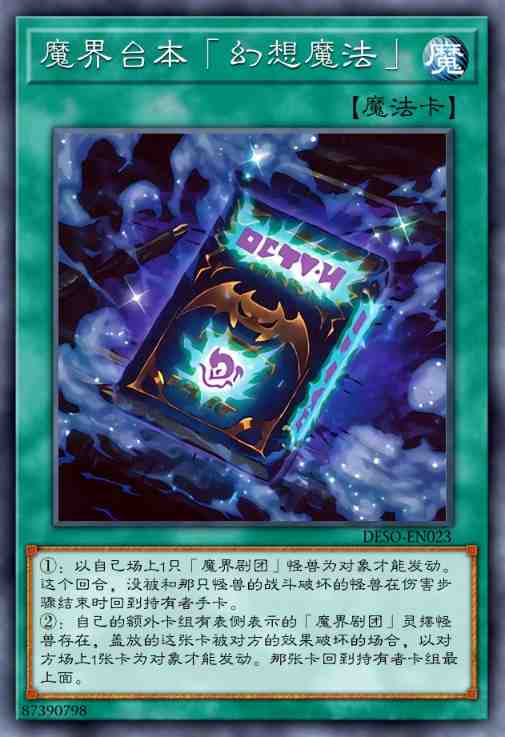 魔界台本「幻想魔法」
魔
【魔法卡】
DESO-EN023
①：以自己场上1只「魔界剧团」怪兽为对象才能发动。
这个回合，没被和那只怪兽的战斗破坏的怪兽在伤害步
骤结束时回到持有者手卡。
②：自己的额外卡组有表侧表示的「魔界剧团」灵摆怪
兽存在，盖放的这张卡被对方的效果破坏的场合，以对
方场上1张卡为对象才能发动。那张卡回到持有者卡组最
上面。
87390798